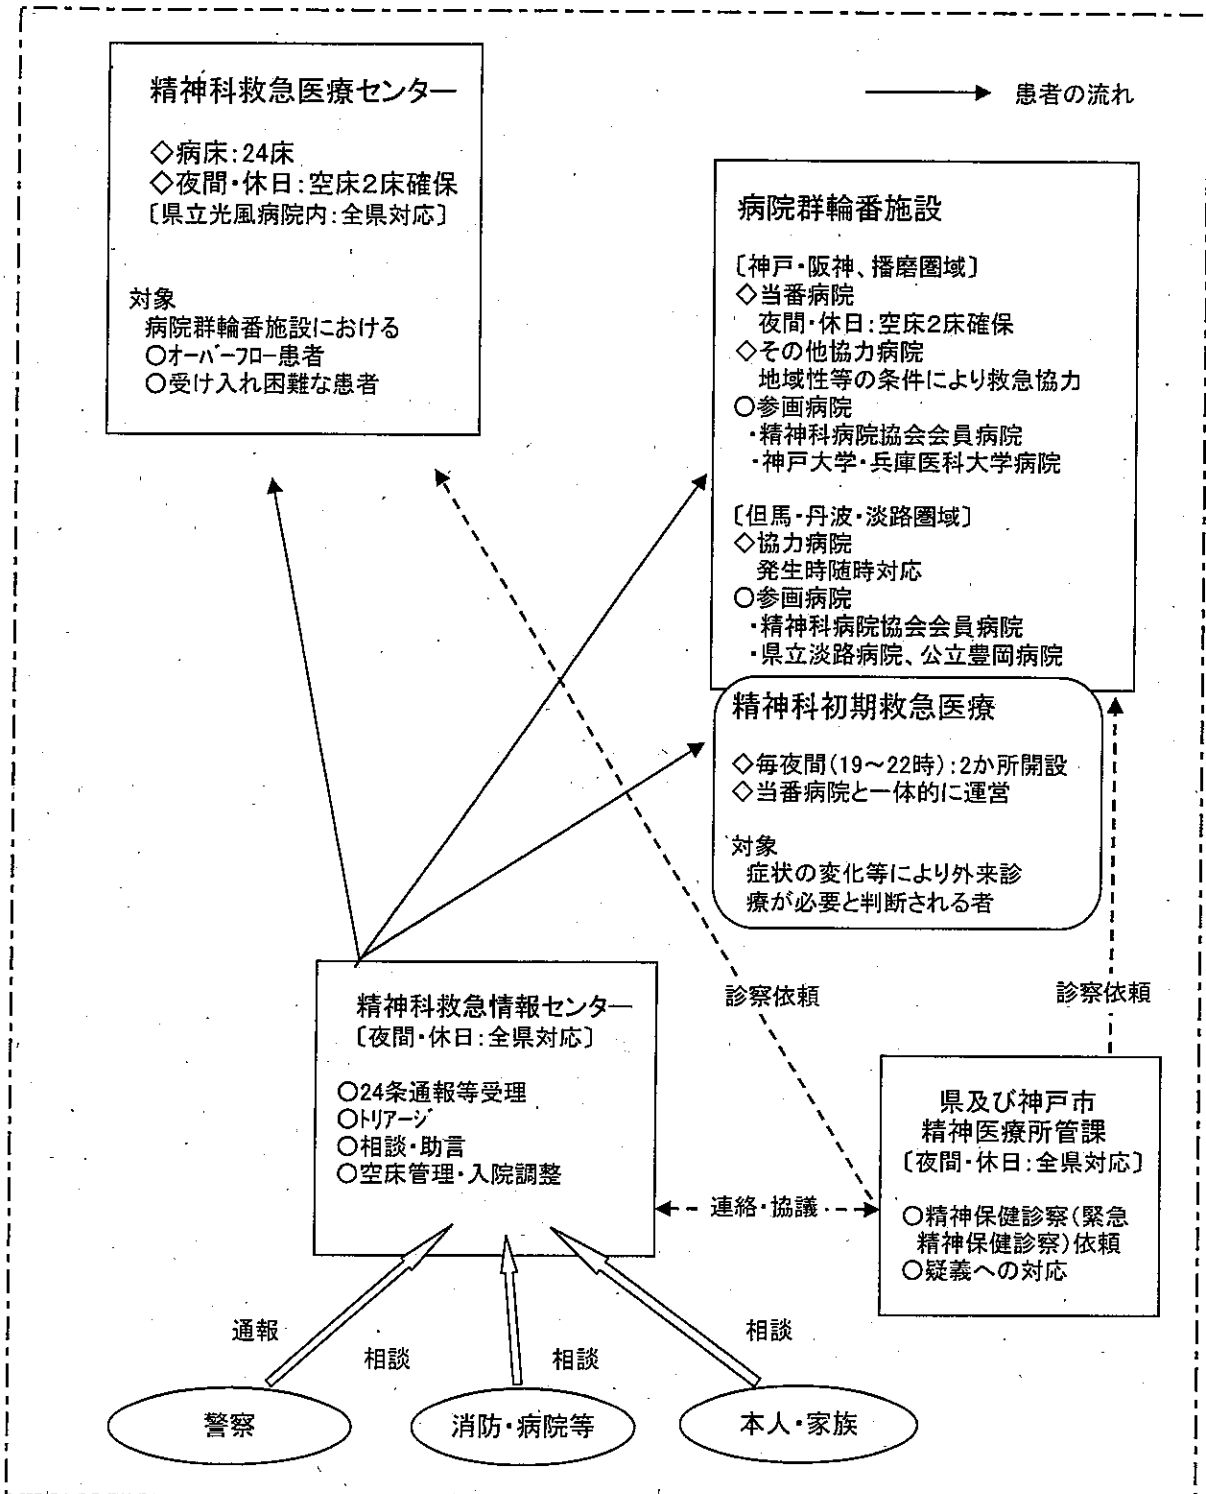 精神科救急医療センター
◇病床:24床
◇夜間・休日:空床2床確保
〔県立光風病院内:全県対応〕
対象
病院群輪番施設における
○オーバーフロー患者
○受け入れ困難な患者
患者の流れ
病院群輪番施設
〔神戸・阪神、播磨圏域〕
◇当番病院
夜間・休日:空床2床確保
◇その他協力病院
地域性等の条件により救急協力
○参画病院
・精神科病院協会会員病院
・神戸大学・兵庫医科大学病院
〔但馬・丹波・淡路圏域〕
◇協力病院
発生時随時対応
○参画病院
・精神科病院協会会員病院
・県立淡路病院、公立豊岡病院
精神科初期救急医療
◇毎夜間(19~22時):2か所開設
◇当番病院と一体的に運営
対象
症状の変化等により外来診
療が必要と判断される者
診察依頼
診察依頼
精神科救急情報センター
〔夜間・休日:全県対応〕
○24条通報等受理
○トリアージ
○相談・助言
○空床管理・入院調整
連絡・協議
県及び神戸市
精神医療所管課
〔夜間・休日:全県対応〕
○精神保健診察(緊急
精神保健診察)依頼
○疑義への対応
通報
相談
相談
相談
警察
消防・病院等
本人・家族